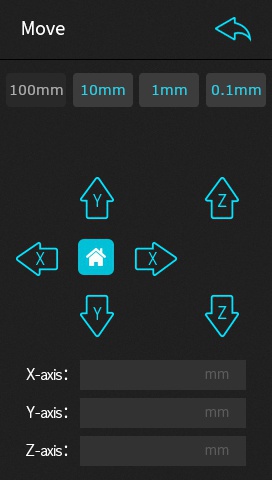 Move
100mm 10mm 1mm 0.1mm
Y Z
X X
Y Z
X-axis: mm
Y-axis: mm
Z-axis: mm